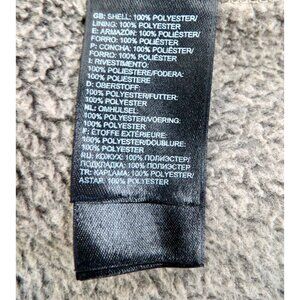 GB: SHELL: 100% POLYESTER/
LINING: 100% POLYESTER
E: ARMAZÓN: 100% POLIÉSTER/
FORRO: 100% POLIÉSTER
P: CONCHA: 100% POLIÉSTER/
FORRO: 100% POLIÉSTER
I: RIVESTIMENTO:
100% POLIESTERE/FODERA:
100% POLIESTERE
D: OBERSTOFF:
100% POLYESTER/FUTTER:
100% POLYESTER
NL: OMHULSEL:
100% POLYESTER/VOERING:
100% POLYESTER
F: ÉTOFFE EXTÉRIEURE:
100% POLYESTER/DOUBLURE:
100% POLYESTER
RU: КОЖУХ: 100% ПОЛИЭСТЕР/
ПОДКЛАДКА: 100% ПОЛИЭСТЕР
TR: KAPLAMA: 100% POLYESTER/
ASTAR: 100% POLYESTER